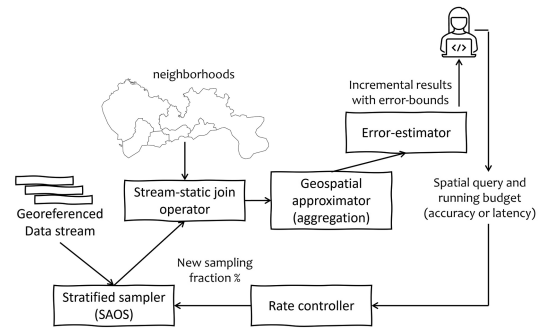 neighborhoods
</>
Incremental results
with error-bounds
Error-estimator
Stream-static join
operator
Geospatial
approximator
(aggregation)
Spatial query and
running budget
(accuracy or latency)
Georeferenced
Data stream
New sampling
fraction %
Stratified sampler
(SAOS)
Rate controller